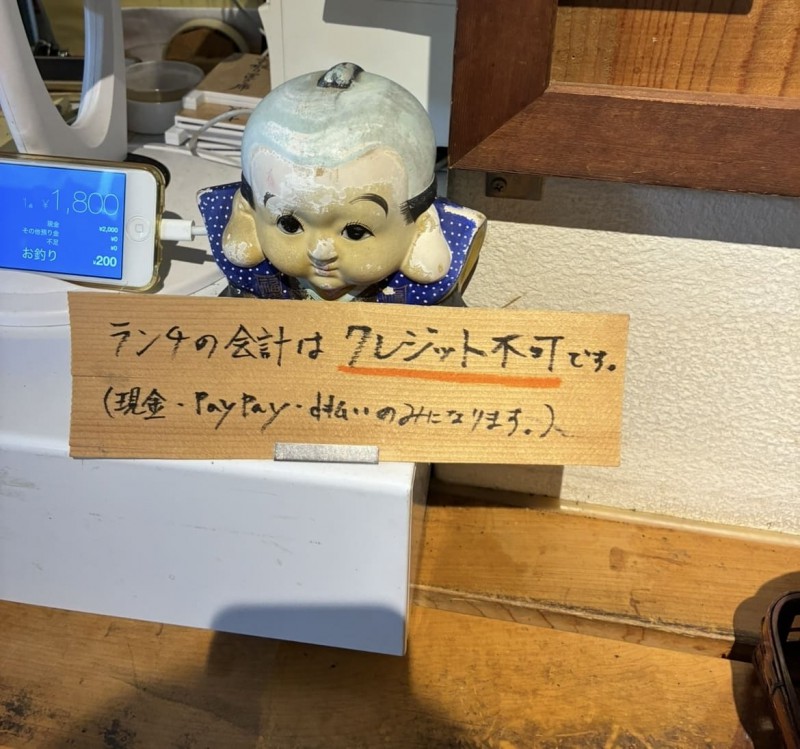 1点 ¥1,800
現金 ¥2,000
その他預り金 ¥0
不足 ¥0
お釣り ¥200
ランチの会計は クレジット不可です。
(現金・PayPay・d払いのみになります。)